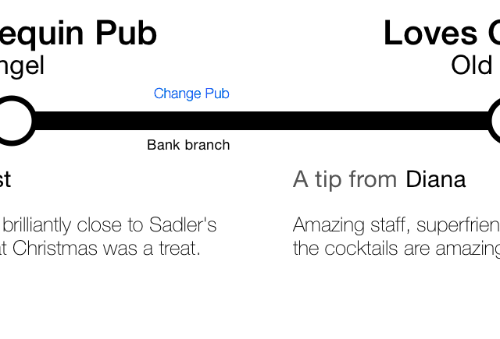 equin Pub
ngel
Loves
Old
Change Pub
Bank branch
st
brilliantly close to Sadler's
at Christmas was a treat.
A tip from Diana
Amazing staff, superfrien
the cocktails are amazing